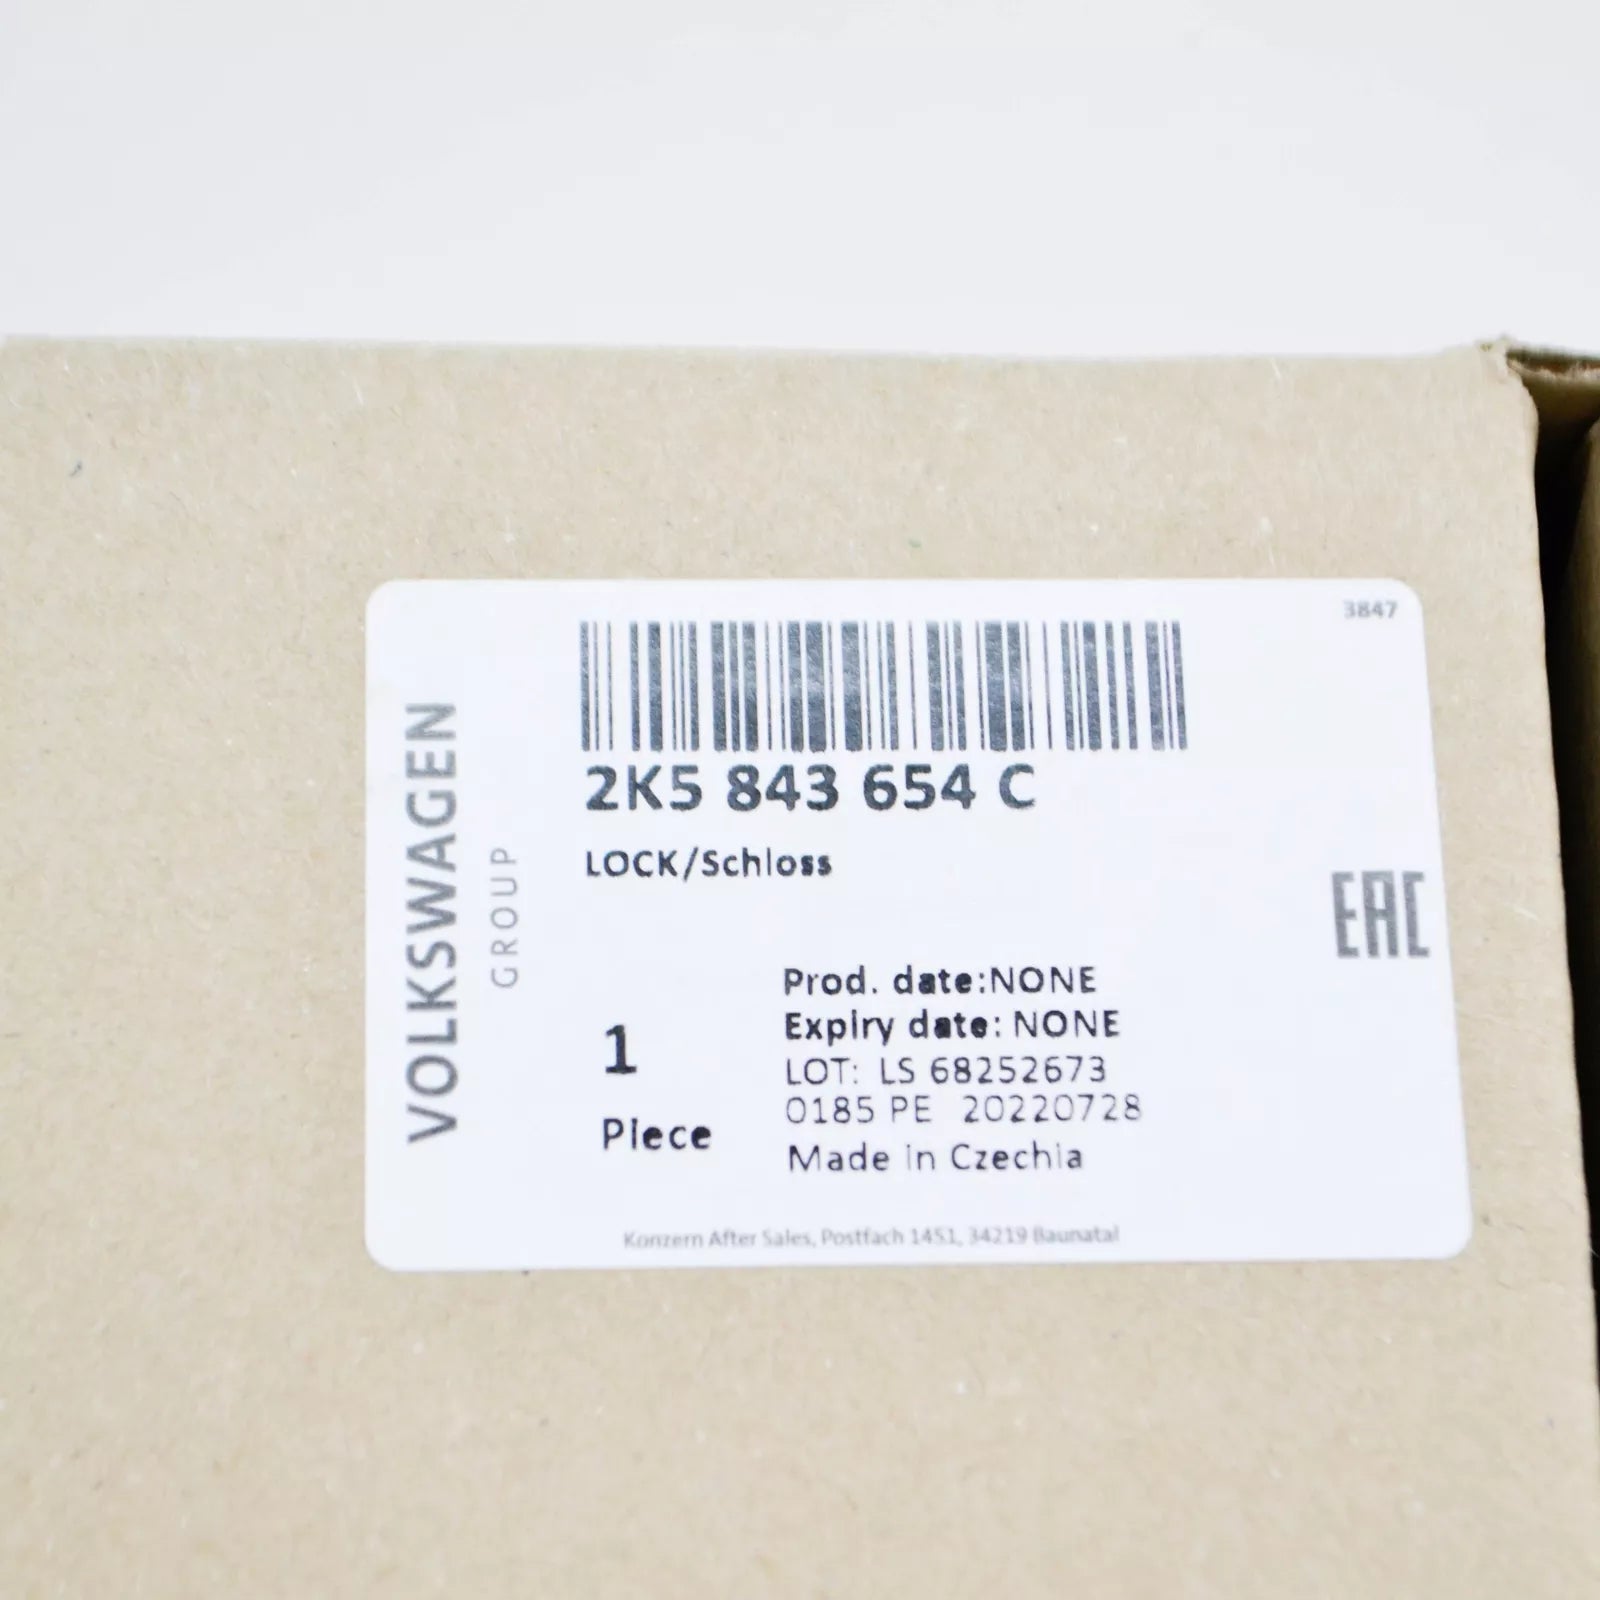 3847
2K5 843 654 C
LOCK/Schloss
VOLKSWAGEN
GROUP
EAC
Prod. date:NONE
Expiry date: NONE
1
Piece
LOT: LS 68252673
0185 PE 20220728
Made in Czechia
Konzern After Sales, Postfach 1451, 34219 Baunatal